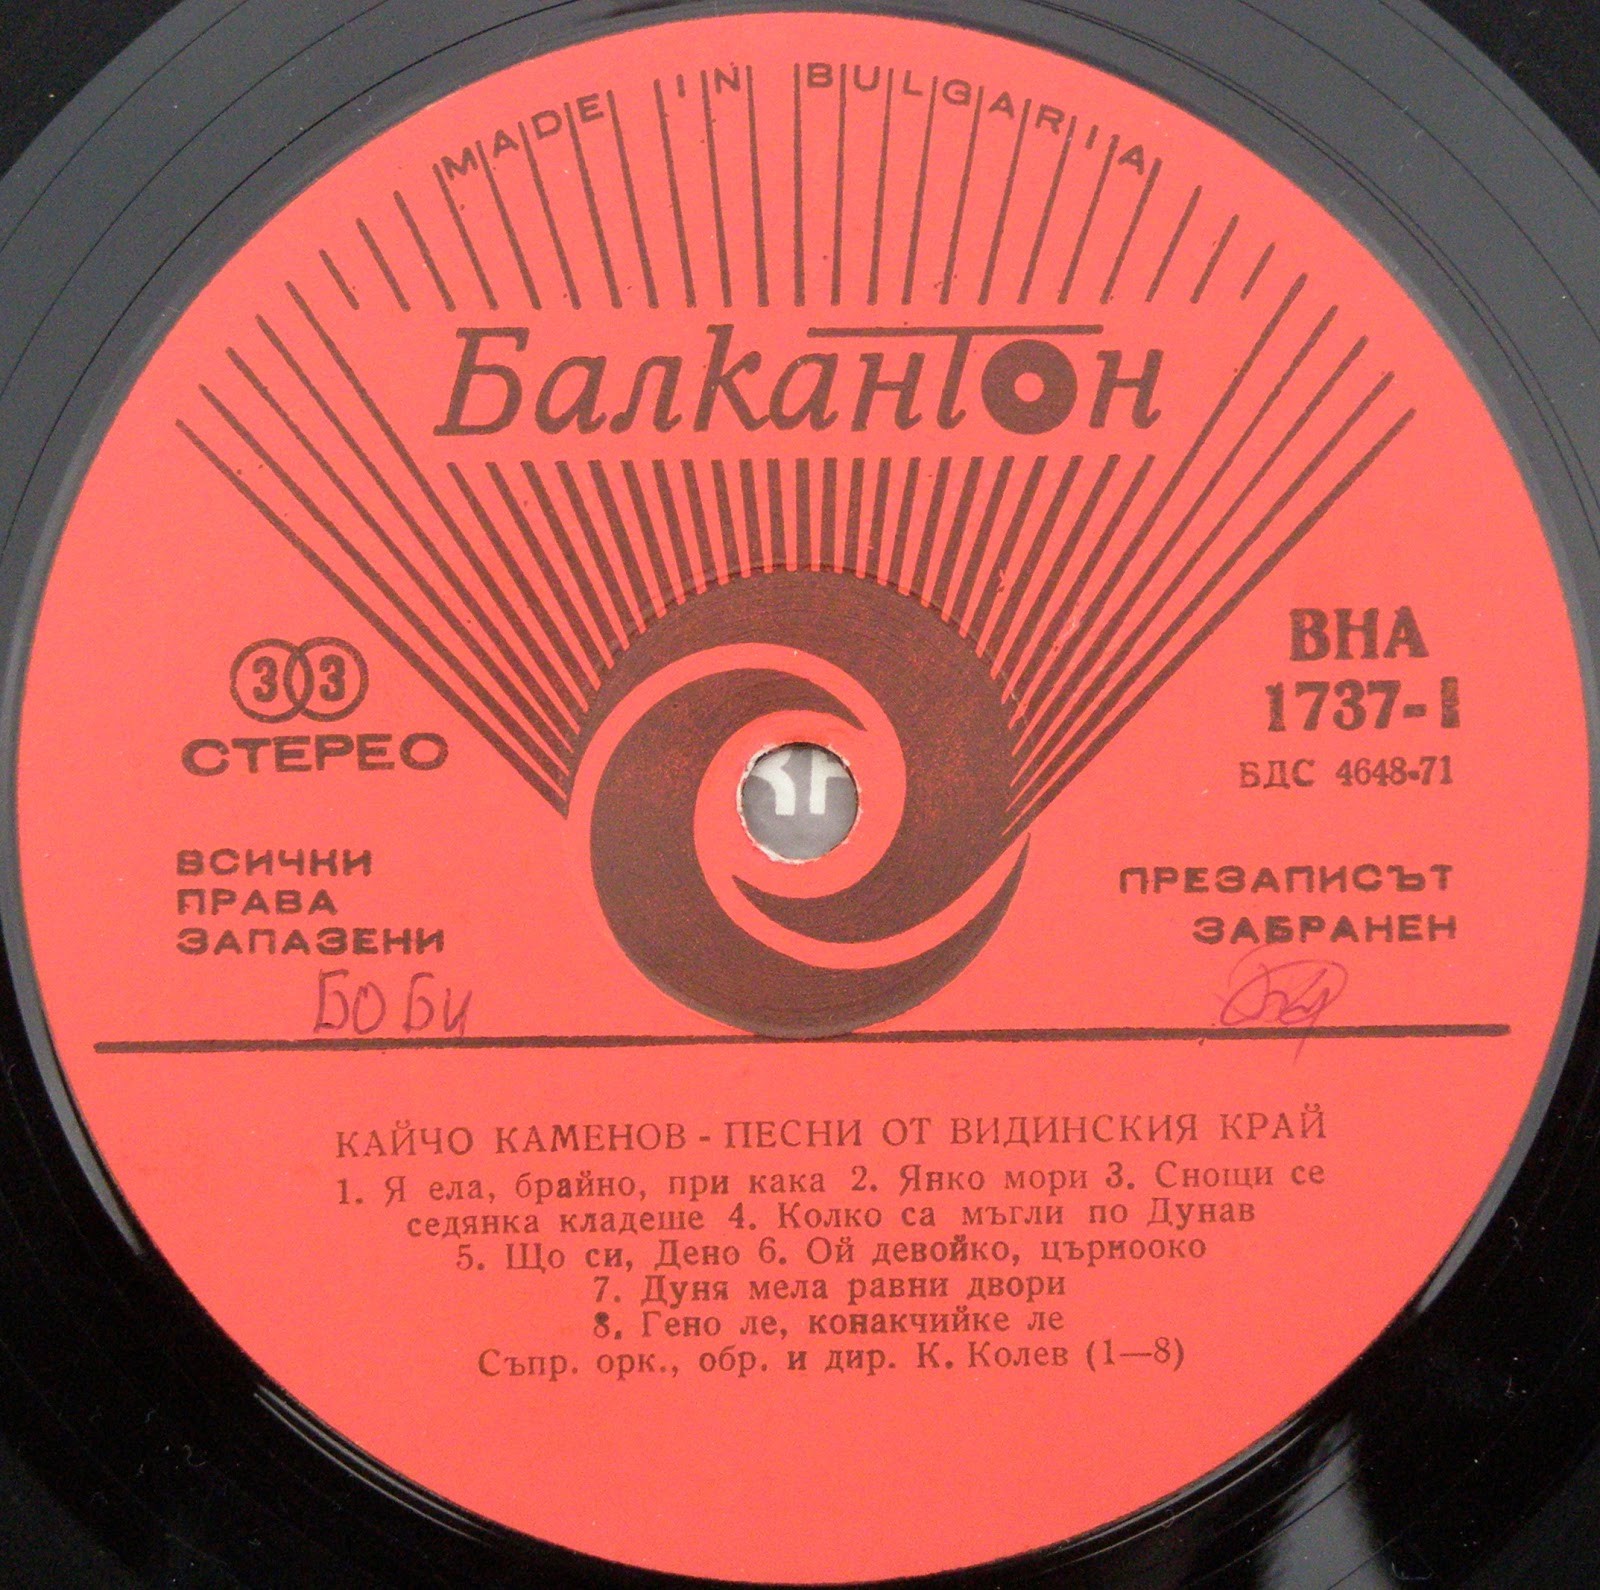 MADE IN BULGARIA
Балкантон
33
СТЕРЕО
ВНА
1737-I
БДС 4648-71
ВСИЧКИ
ПРАВА
ЗАПАЗЕНИ
ПРЕЗАПИСЪТ
ЗАБРАНЕН
БОБИ
КАЙЧО КАМЕНОВ - ПЕСНИ ОТ ВИДИНСКИЯ КРАЙ
1. Я ела, брайно, при кака 2. Янко мори 3. Снощи се
седянка кладеше 4. Колко са мъгли по Дунав
5. Що си, Дено 6. Ой девойко, църнооко
7. Дуня мела равни двори
8. Гено ле, конакчийке ле
Съпр. орк., обр. и дир. К. Колев (1—8)